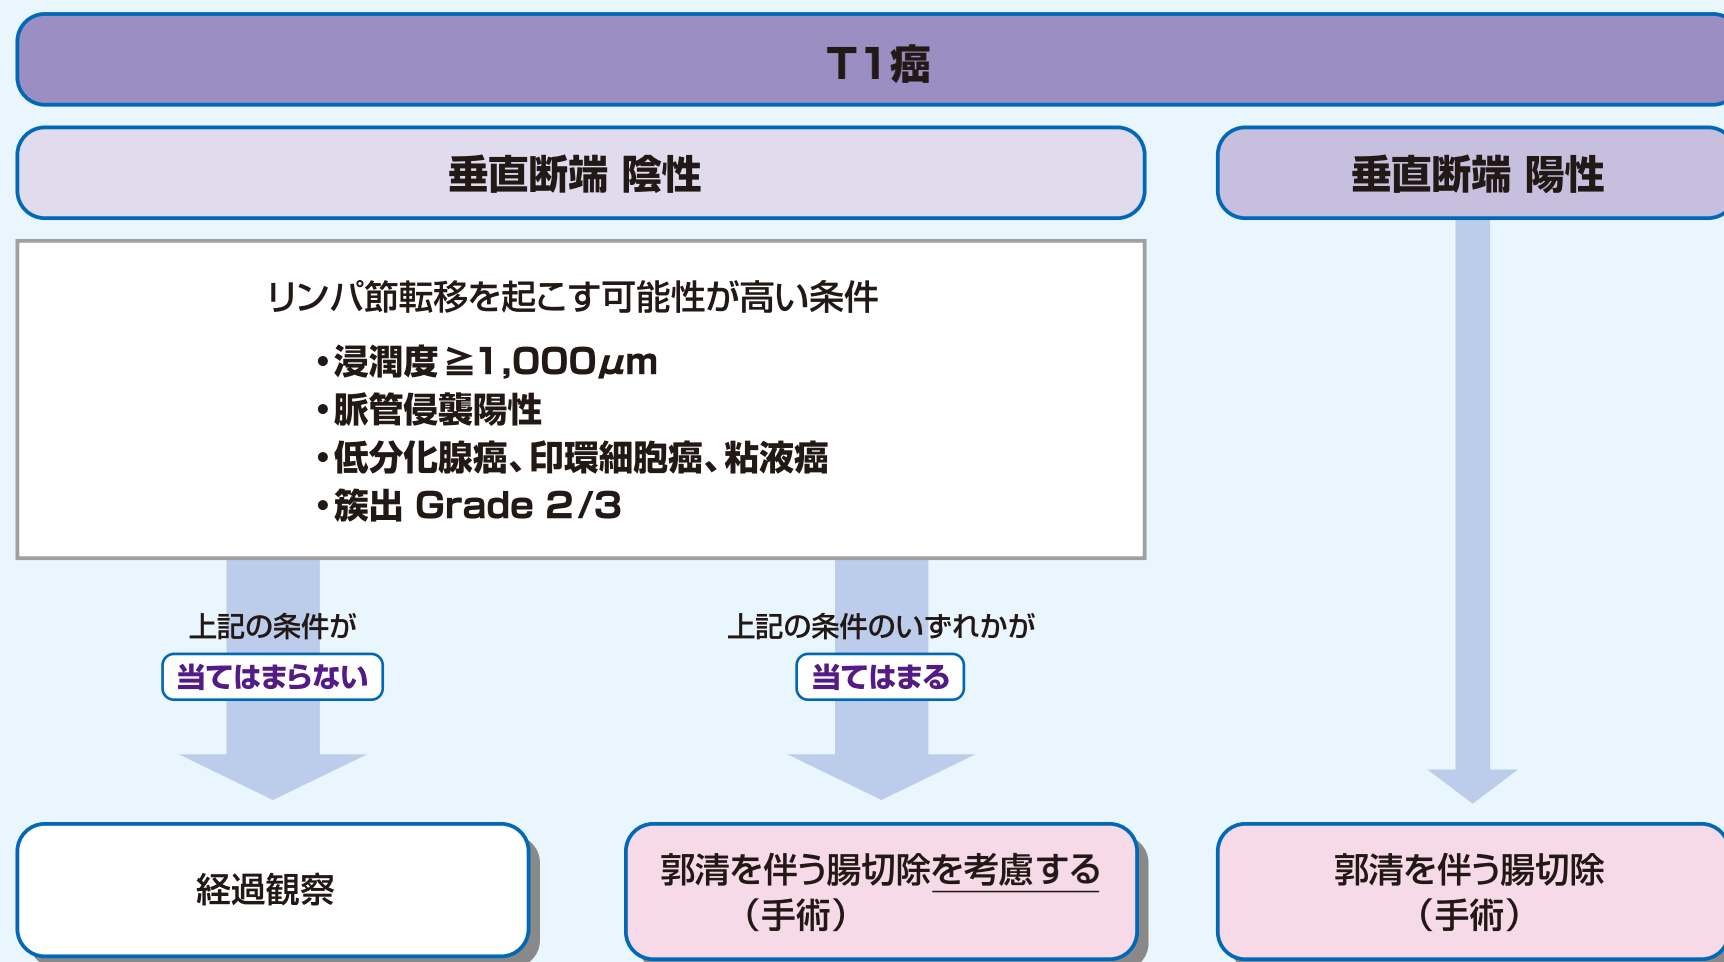 T1癌
垂直断端 陰性
垂直断端 陽性
リンパ節転移を起こす可能性が高い条件
・浸潤度≧1,000μm
・脈管侵襲陽性
・低分化腺癌、印環細胞癌、粘液癌
・簇出 Grade 2/3
上記の条件が
当てはまらない
上記の条件のいずれかが
当てはまる
経過観察
郭清を伴う腸切除を考慮する
（手術）
郭清を伴う腸切除
（手術）